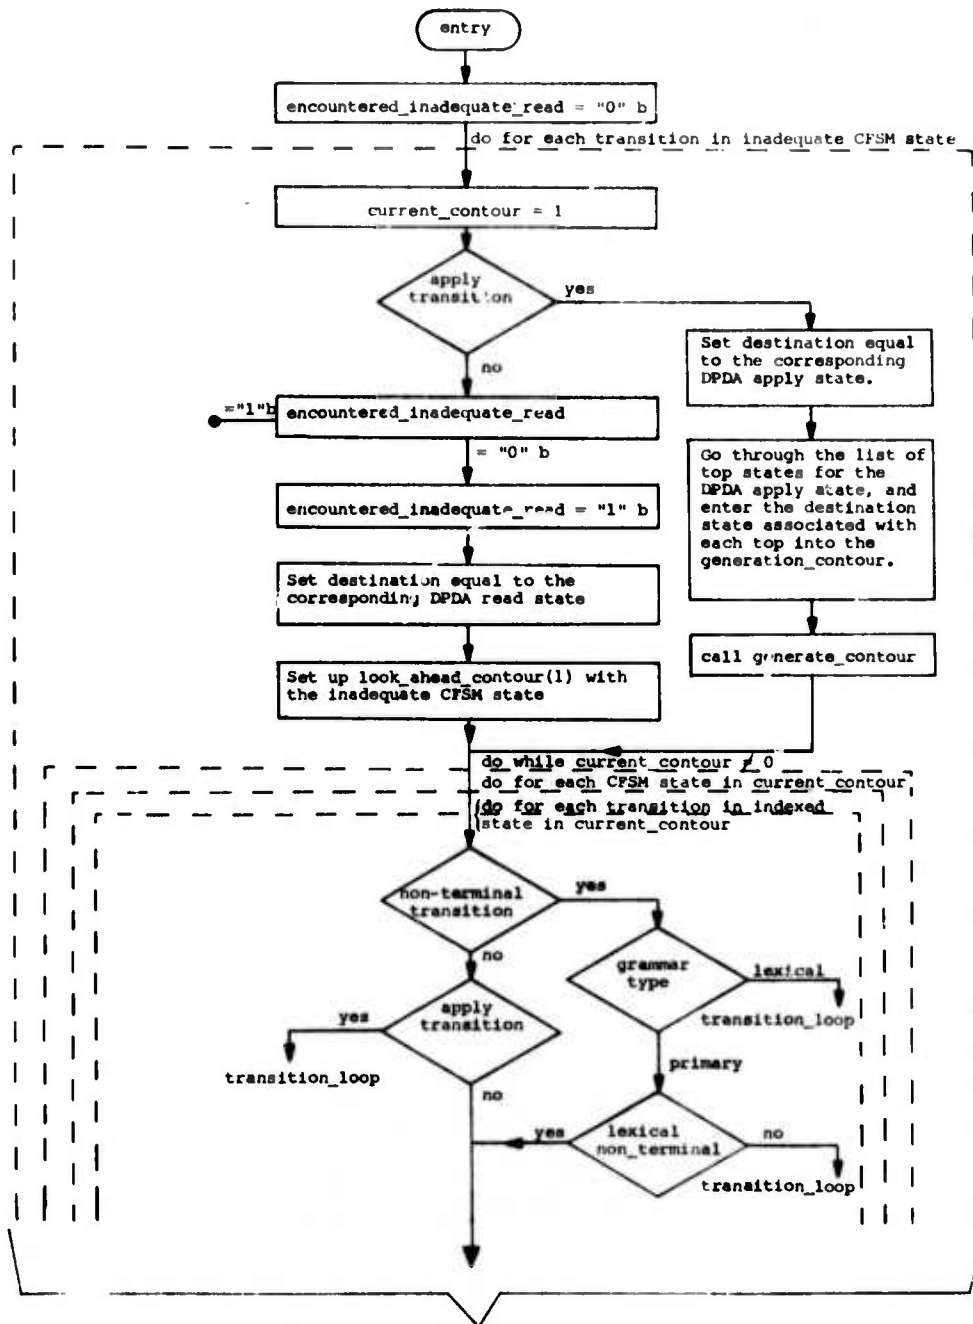 entry
encountered_inadequate_read = "0" b
do for each transition in inadequate CFSM state
current_contour = 1
apply
transition
yes
no
Set destination equal
to the corresponding
DPDA apply state.
="1"b
encountered_inadequate_read
= "0" b
Go through the list of
top states for the
DPDA apply state, and
enter the destination
state associated with
each top into the
generation_contour.
encountered_inadequate_read = "1" b
Set destination equal to the
corresponding DPDA read state
call generate_contour
Set up look_ahead_contour(1) with
the inadequate CFSM state
do while current_contour ≠ 0
do for each CFSM state in current_contour
do for each transition in indexed
state in current_contour
non-terminal
transition
yes
no
grammar
type
lexical
transition_loop
apply
transition
yes
transition_loop
no
primary
lexical
non_terminal
yes
no
transition_loop